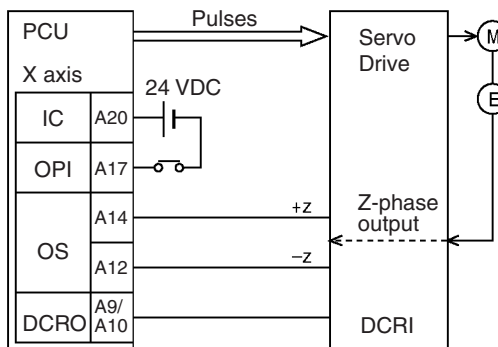 PCU
Pulses
Servo
Drive
M
E
X axis
24 VDC
IC A20
OPI A17
OS
A14
A12
+z
–z
Z-phase
output
DCRO A9/
A10
DCRI